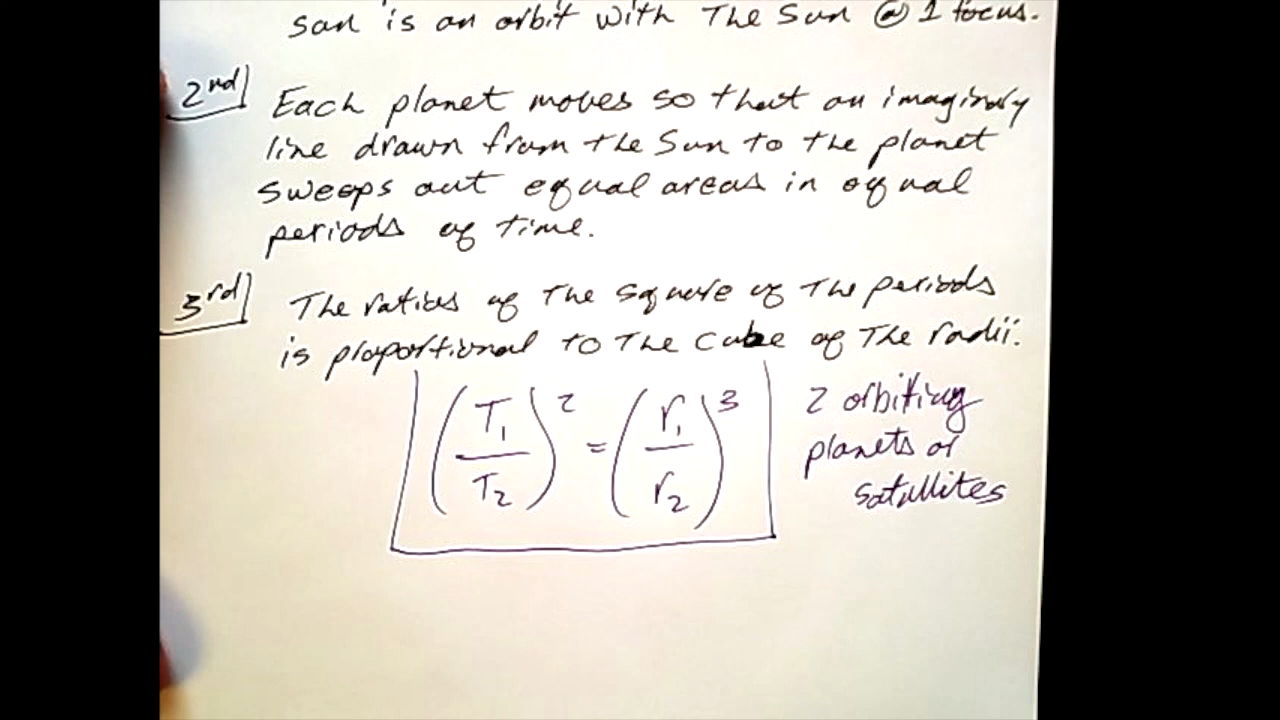 sun is an orbit with The Sun @ 1 focus.
2nd
Each planet moves so that an imaginary
line drawn from the Sun to the planet
sweeps out equal areas in equal
periods of time.
3rd
The ratios of The square of The periods
is proportional to The cube of The radii.
(T1/T2)^2 = (r1/r2)^3
2 orbiting
planets or
satallites